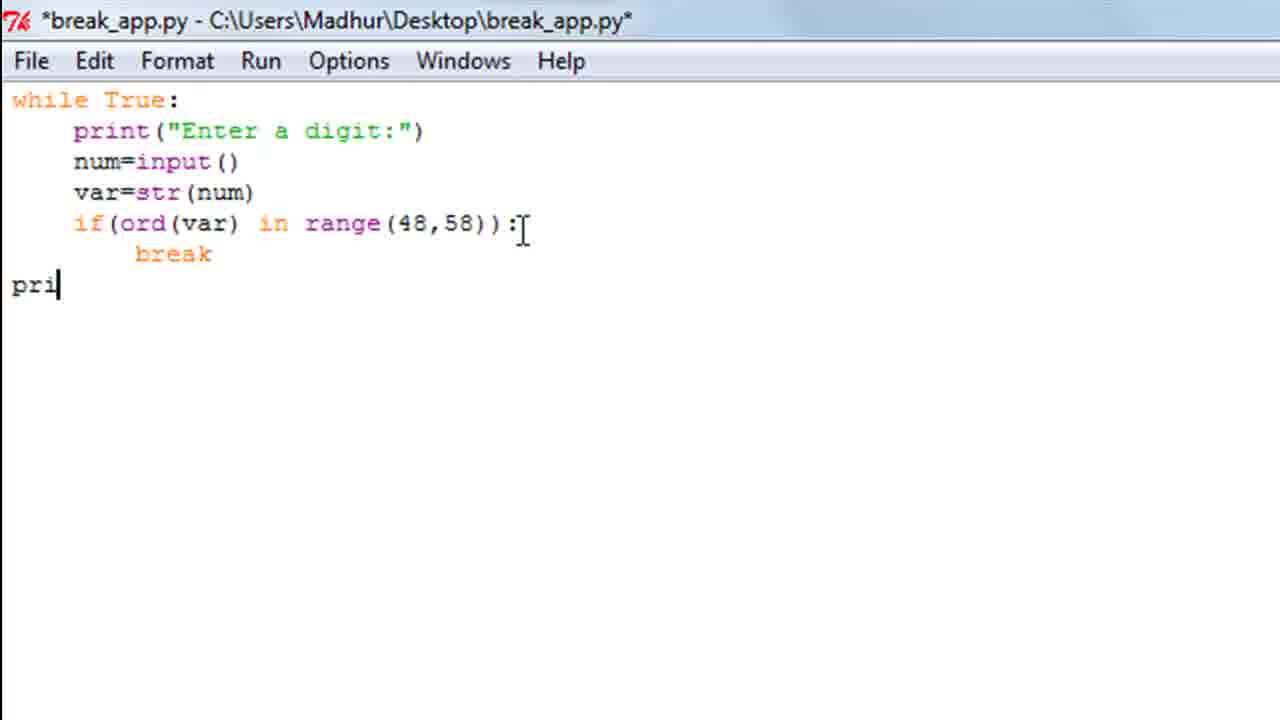 *break_app.py - C:\Users\Madhur\Desktop\break_app.py*
File Edit Format Run Options Windows Help
while True:
    print("Enter a digit:")
    num=input()
    var=str(num)
    if(ord(var) in range(48,58)):
        break
pri